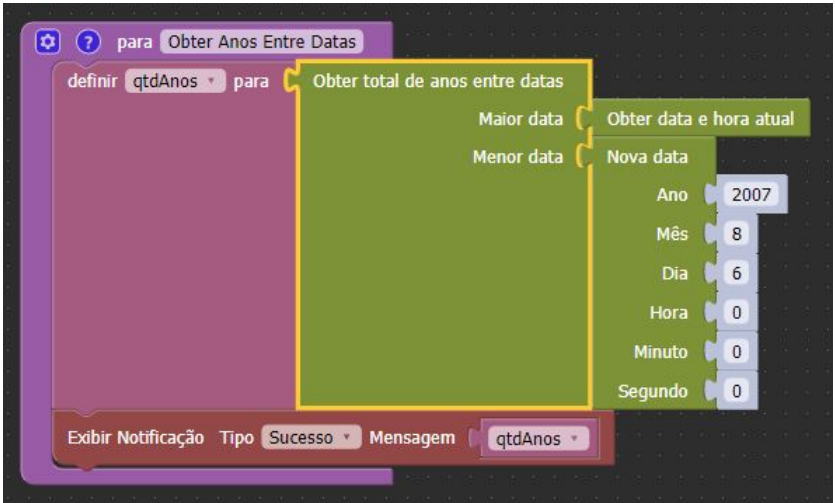 ? para Obter Anos Entre Datas
definir qtdAnos para Obter total de anos entre datas
Maior data Obter data e hora atual
Menor data Nova data
Ano 2007
Mês 8
Dia 6
Hora 0
Minuto 0
Segundo 0
Exibir Notificação Tipo Sucesso Mensagem qtdAnos